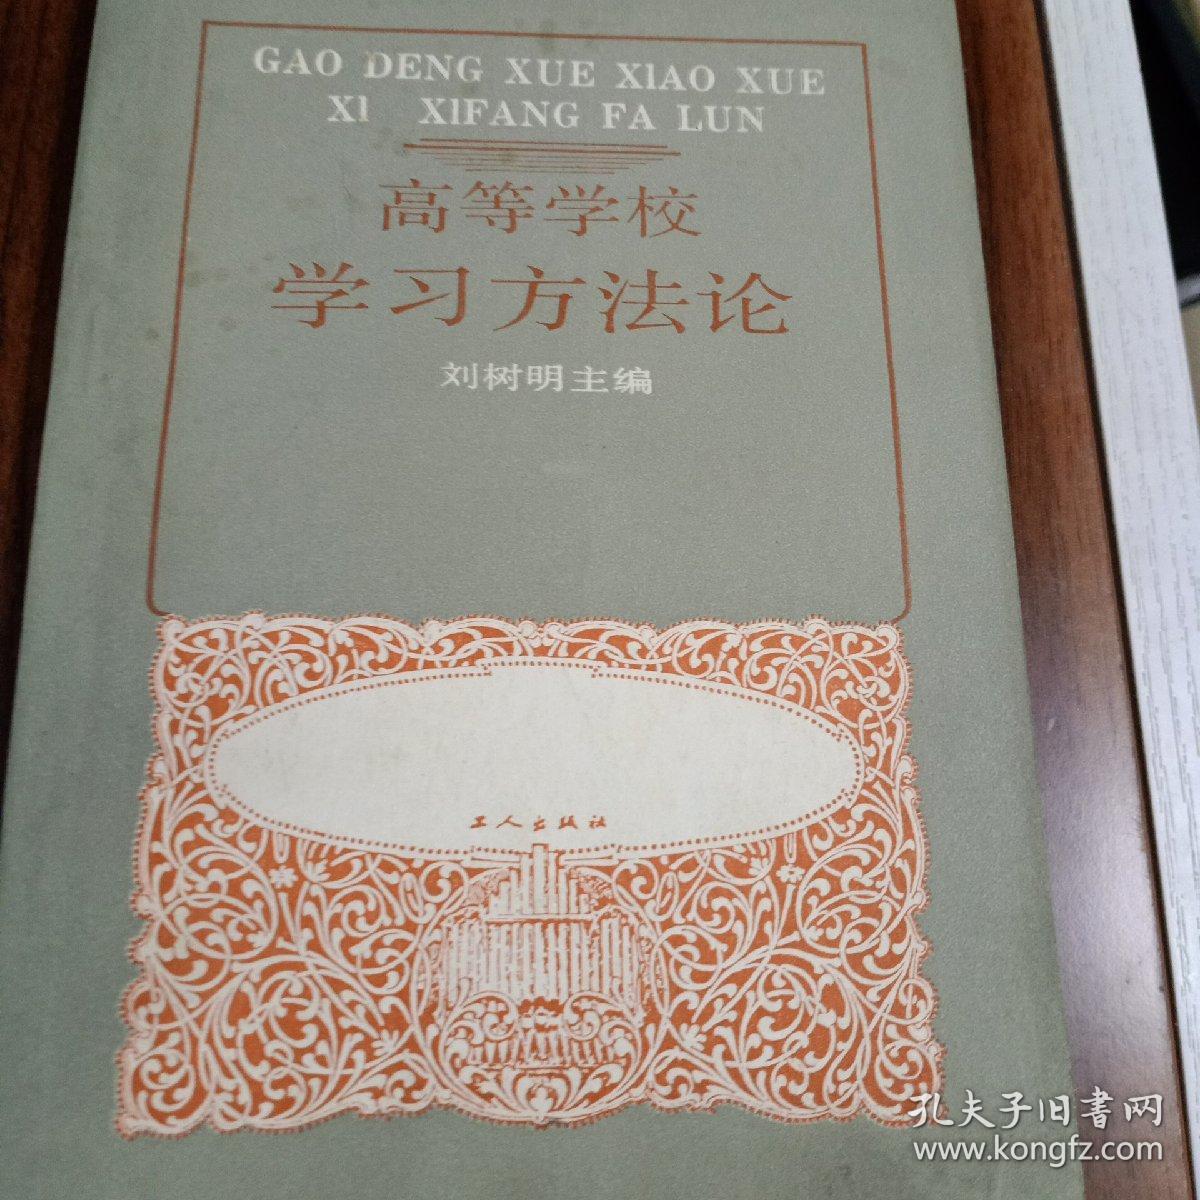 GAO DENG XUE XIAO XUE
XI XIFANG FA LUN
高等学校
学习方法论
刘树明主编
工人出版社
孔夫子旧書网
www.kongfz.com